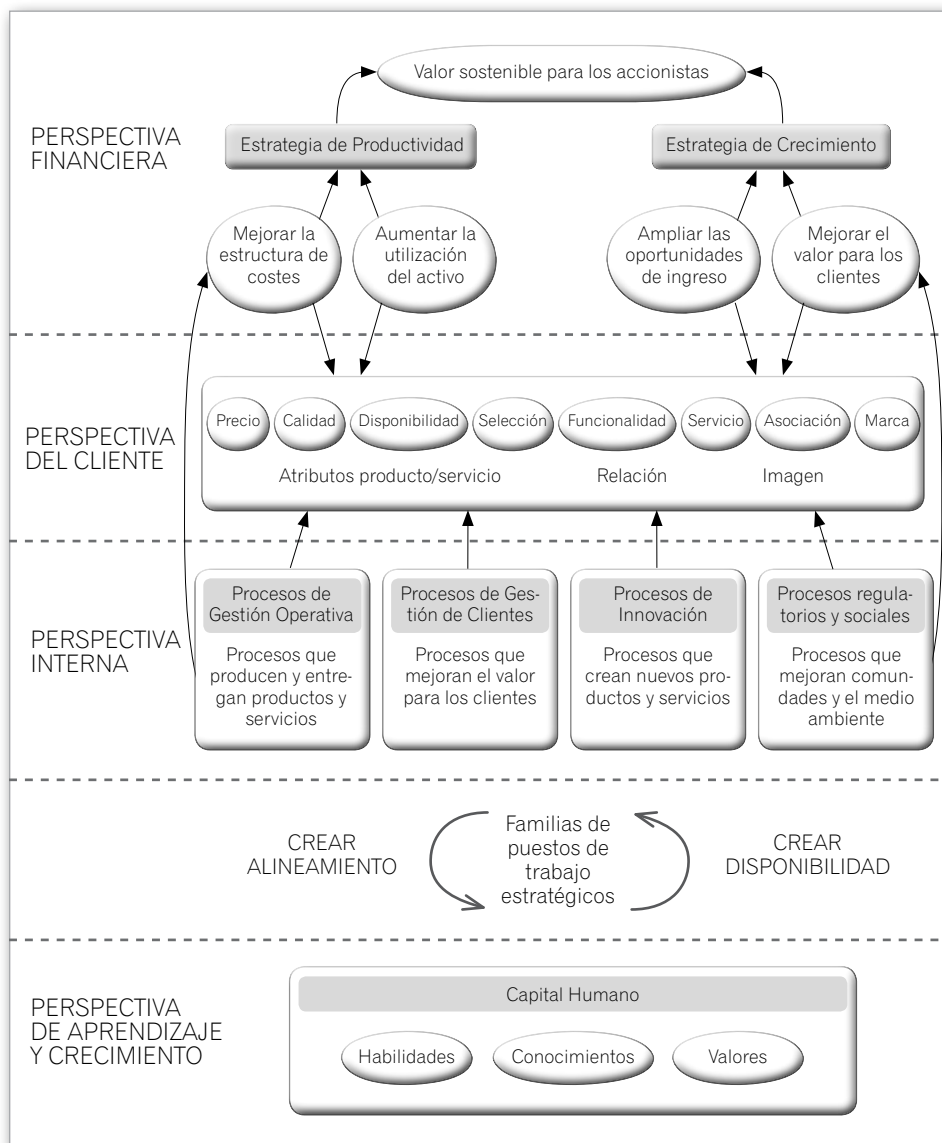 Valor sostenible para los accionistas
PERSPECTIVA
FINANCIERA
Estrategia de Productividad
Estrategia de Crecimiento
Mejorar la
estructura de
costes
Aumentar la
utilización
del activo
Ampliar las
oportunidades
de ingreso
Mejorar el
valor para los
clientes
PERSPECTIVA
DEL CLIENTE
Precio
Calidad
Disponibilidad
Selección
Funcionalidad
Servicio
Asociación
Marca
Atributos producto/servicio
Relación
Imagen
PERSPECTIVA
INTERNA
Procesos de
Gestión Operativa
Procesos que
producen y entre-
gan productos y
servicios
Procesos de Ges-
tión de Clientes
Procesos que
mejoran el valor
para los clientes
Procesos de
Innovación
Procesos que
crean nuevos pro-
ductos y servicios
Procesos regula-
torios y sociales
Procesos que
mejoran comun-
dades y el medio
ambiente
CREAR
ALINEAMIENTO
Familias de
puestos de
trabajo
estratégicos
CREAR
DISPONIBILIDAD
PERSPECTIVA
DE APRENDIZAJE
Y CRECIMIENTO
Capital Humano
Habilidades
Conocimientos
Valores